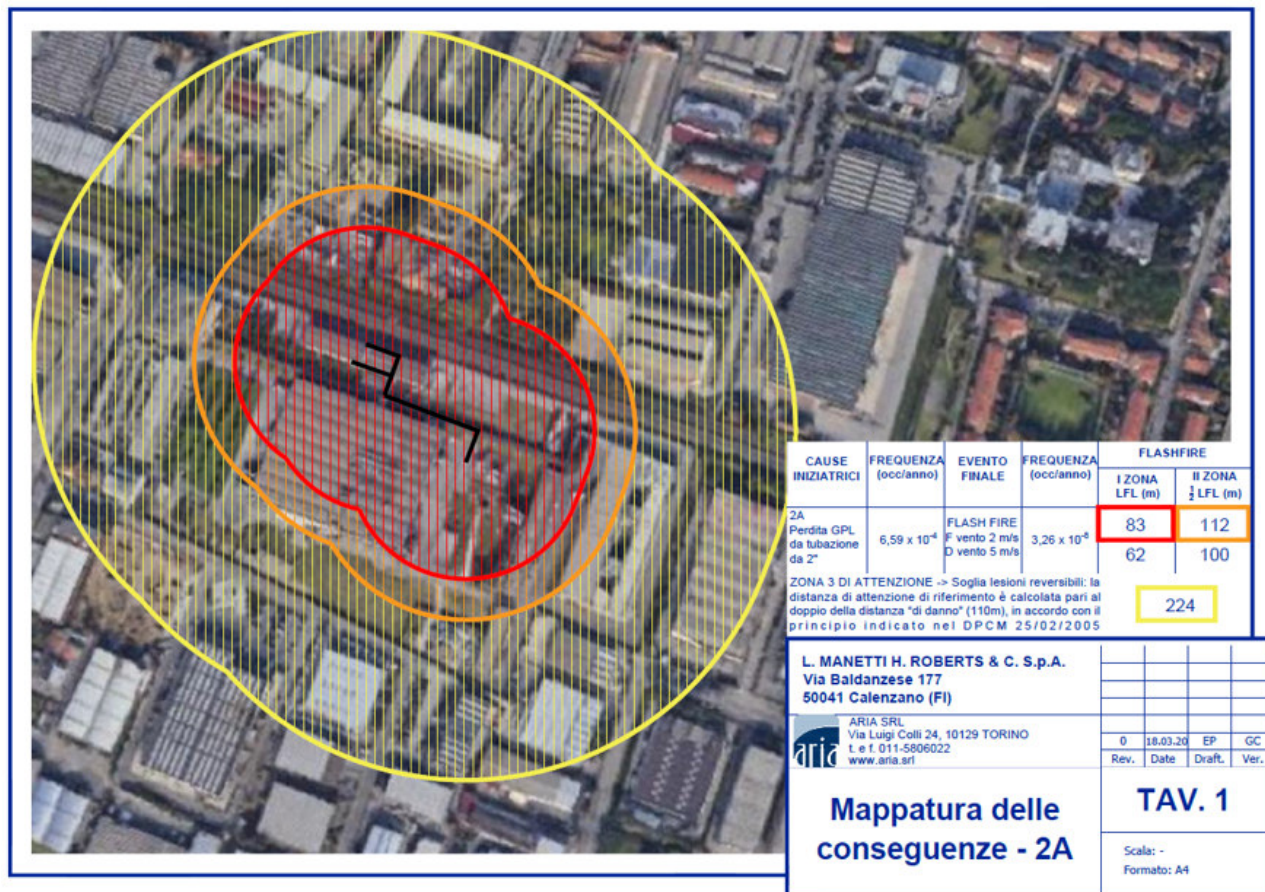 CAUSE INIZIATRICI
FREQUENZA (occ/anno)
EVENTO FINALE
FREQUENZA (occ/anno)
FLASHFIRE
I ZONA LFL (m)
II ZONA ½ LFL (m)
2A
Perdita GPL
da tubazione
da 2"
6,59 x 10⁻⁴
FLASH FIRE
F vento 2 m/s
D vento 5 m/s
83
112
62
100
ZONA 3 DI ATTENZIONE -> Soglia lesioni reversibili: la
distanza di attenzione di riferimento è calcolata pari al
doppio della distanza "di danno" (110m), in accordo con il
principio indicato nel DPCM 25/02/2005
224
L. MANETTI H. ROBERTS & C. S.p.A.
Via Baldanzese 177
50041 Calenzano (FI)
aria
ARIA SRL
Via Luigi Colli 24, 10129 TORINO
t. e f. 011-5806022
www.aria.srl
0 18.03.20 EP GC
Rev. Date Draft. Ver.
Mappatura delle
conseguenze - 2A
TAV. 1
Scala: -
Formato: A4